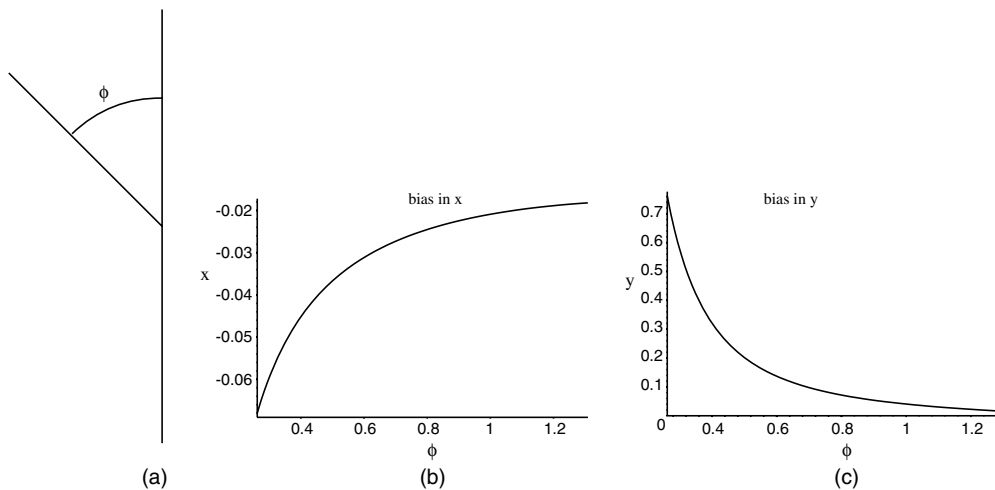 ϕ
(a)
bias in x
-0.02
-0.03
x
-0.04
-0.05
-0.06
0.4 0.6 0.8 1 1.2
ϕ
(b)
bias in y
0.7
0.6
0.5
y
0.4
0.3
0.2
0.1
0 0.4 0.6 0.8 1 1.2
ϕ
(c)